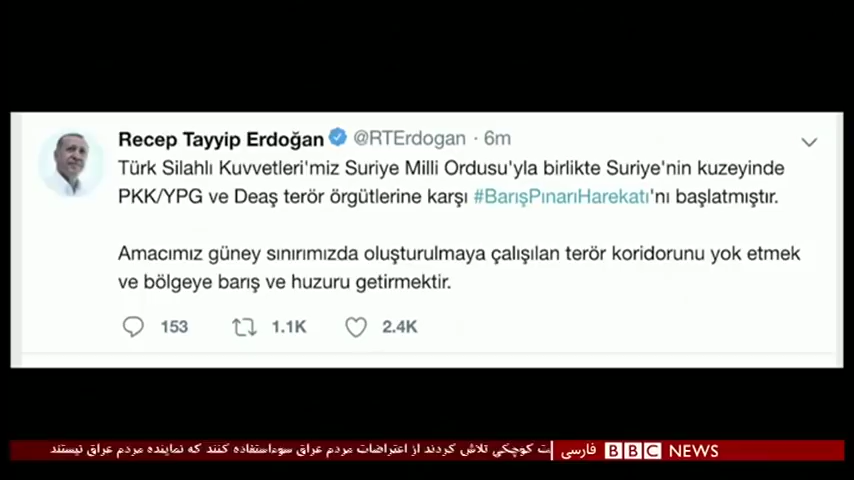 Recep Tayyip Erdoğan @RTErdogan · 6m
Türk Silahlı Kuvvetleri'miz Suriye Milli Ordusu'yla birlikte Suriye'nin kuzeyinde
PKK/YPG ve Deaş terör örgütlerine karşı #BarışPınarıHarekatı'nı başlatmıştır.
Amacımız güney sınırımızda oluşturulmaya çalışılan terör koridorunu yok etmek
ve bölgeye barış ve huzuru getirmektir.
153 1.1K 2.4K
کوچکی تلاش کردند از اعتراضات مردم عراق سوءاستفاده کنند که نماینده مردم عراق نیستند
فارسی BBC NEWS